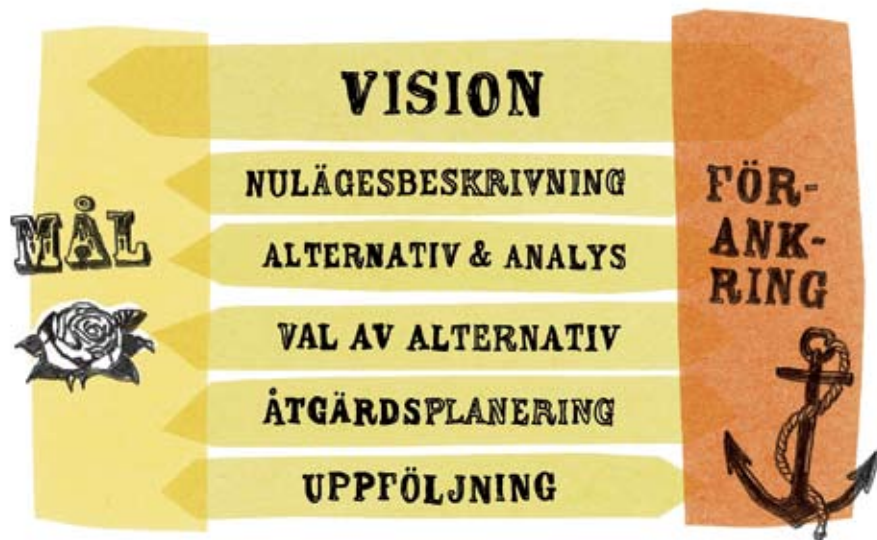 VISION
NULÄGESBESKRIVNING
ALTERNATIV & ANALYS
VAL AV ALTERNATIV
ÅTGÄRDSPLANERING
UPPFÖLJNING
MÅL
FÖR-
ANK-
RING